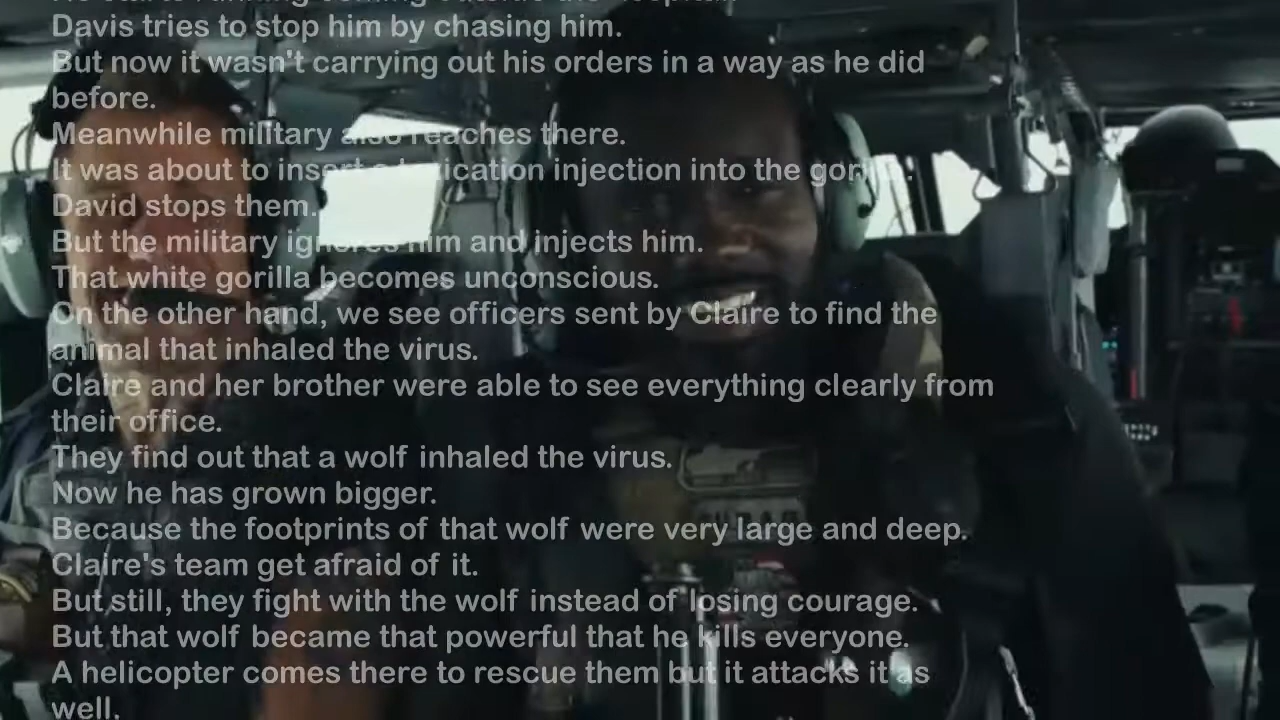 Davis tries to stop him by chasing him.
But now it wasn't carrying out his orders in a way as he did
before.
Meanwhile military also reaches there.
It was about to insert a injection into the
David stops them.
But the military ignores him and injects him.
That white gorilla becomes unconscious.
On the other hand, we see officers sent by Claire to find the
animal that inhaled the virus.
Claire and her brother were able to see everything clearly from
their office.
They find out that a wolf inhaled the virus.
Now he has grown bigger.
Because the footprints of that wolf were very large and deep.
Claire's team get afraid of it.
But still, they fight with the wolf instead of losing courage.
But that wolf became that powerful that he kills everyone.
A helicopter comes there to rescue them but it attacks it as
well.